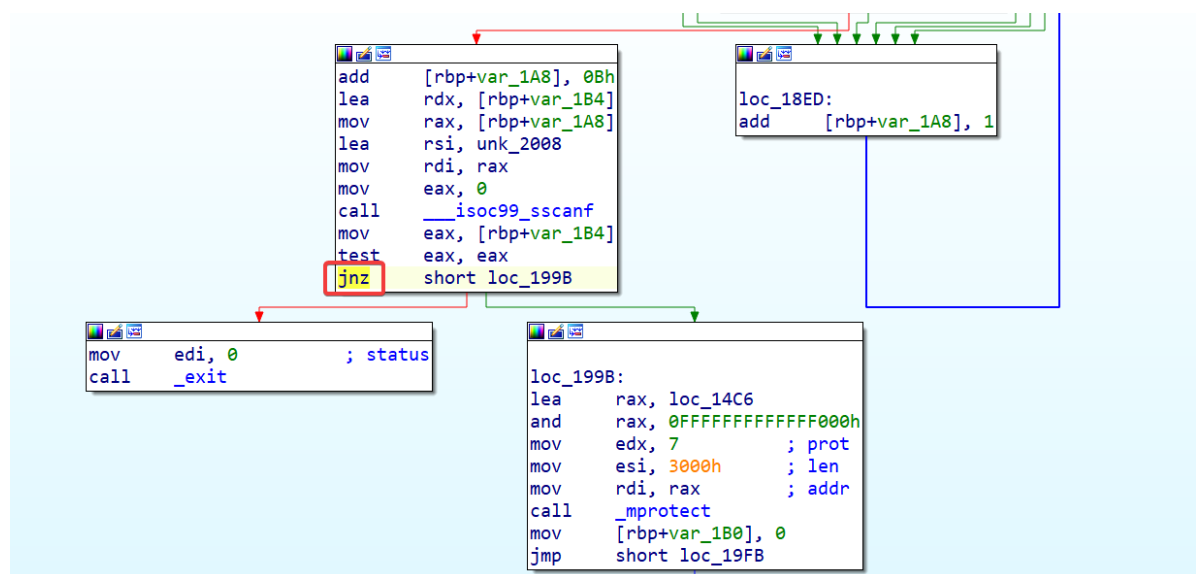 add [rbp+var_1A8], 0Bh
lea rdx, [rbp+var_1B4]
mov rax, [rbp+var_1A8]
lea rsi, unk_2008
mov rdi, rax
mov eax, 0
call ___isoc99_sscanf
mov eax, [rbp+var_1B4]
test eax, eax
jnz short loc_199B
loc_18ED:
add [rbp+var_1A8], 1
mov edi, 0 ; status
call _exit
loc_199B:
lea rax, loc_14C6
and rax, 0FFFFFFFFFFFFF000h
mov edx, 7 ; prot
mov esi, 3000h ; len
mov rdi, rax ; addr
call _mprotect
mov [rbp+var_1B0], 0
jmp short loc_19FB